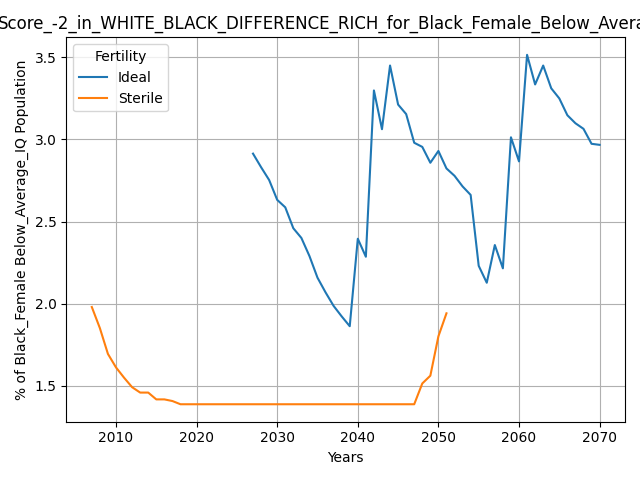 Score_-2_in_WHITE_BLACK_DIFFERENCE_RICH_for_Black_Female_Below_Avera
Fertility
Ideal
Sterile
% of Black_Female Below_Average_IQ Population
3.5
3.0
2.5
2.0
1.5
2010 2020 2030 2040 2050 2060 2070
Years